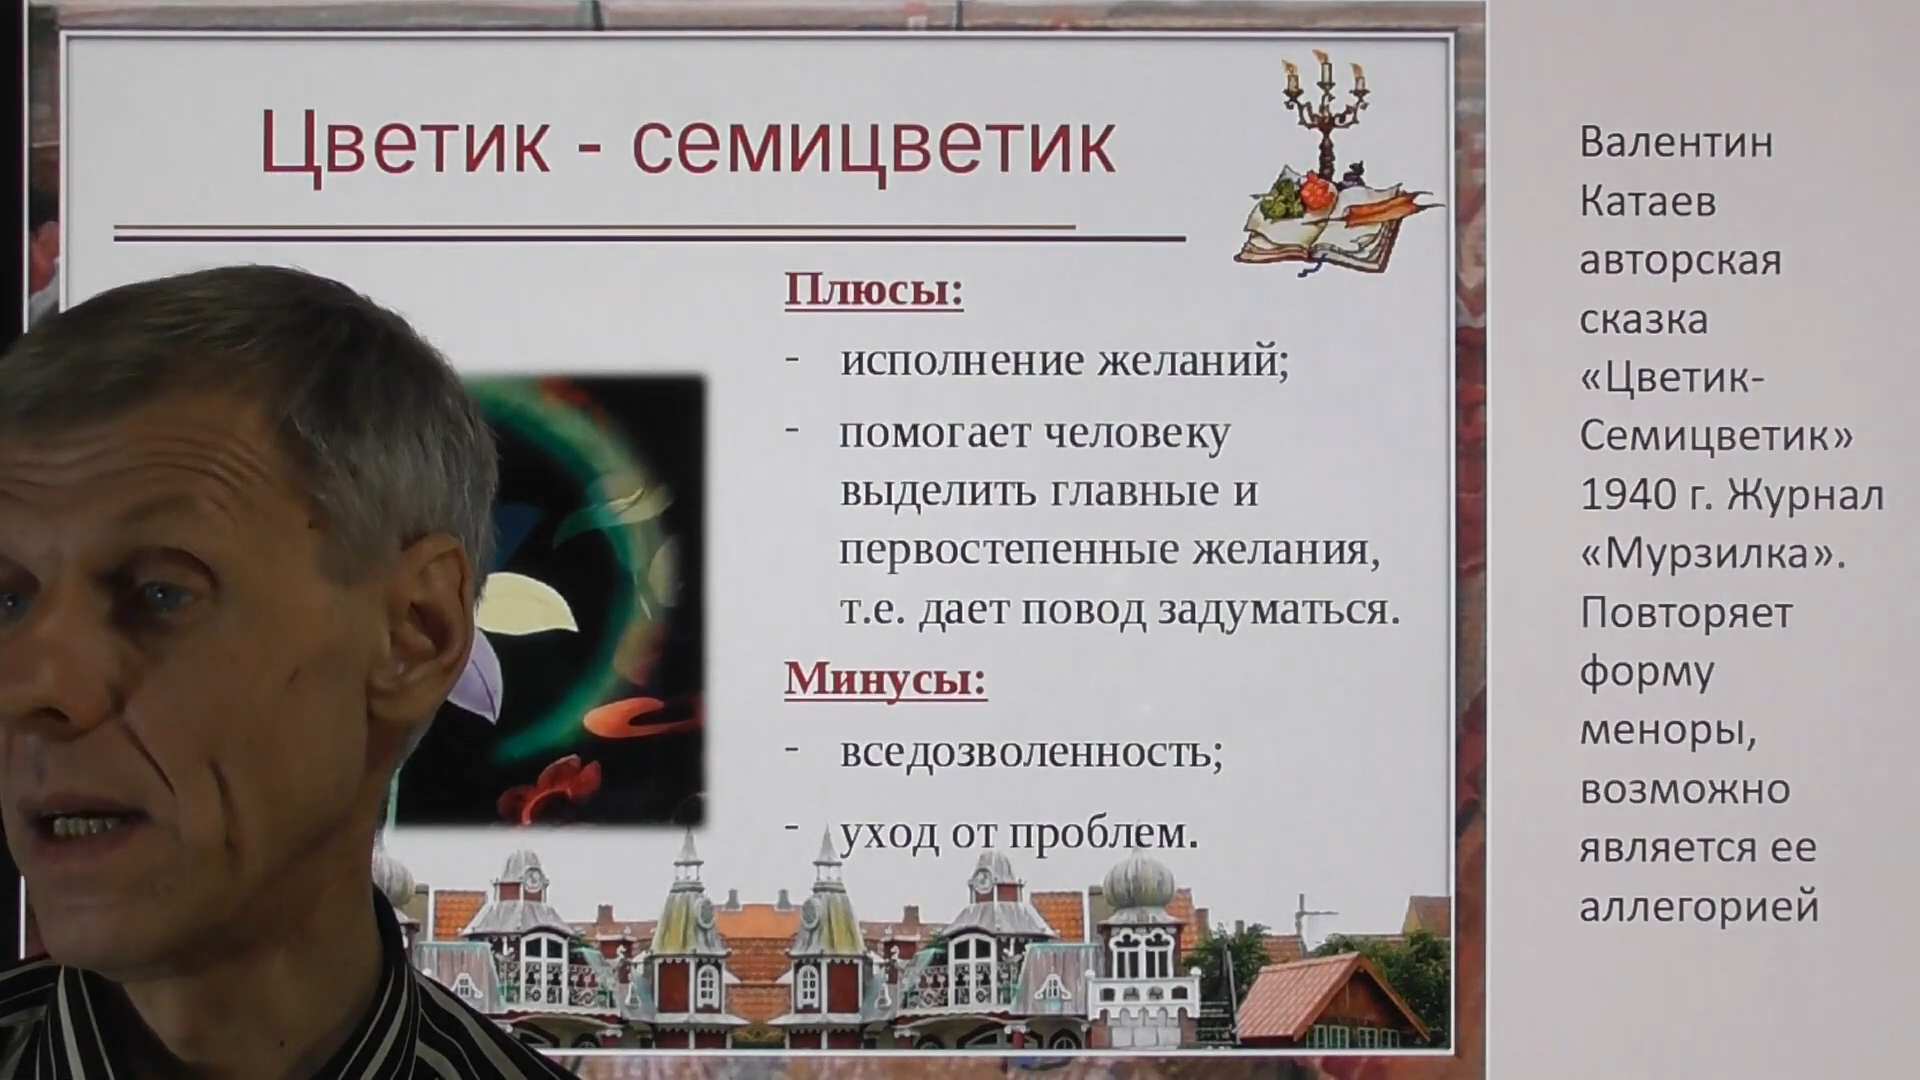 Цветик - семицветик
Плюсы:
- исполнение желаний;
- помогает человеку
выделить главные и
первостепенные желания,
т.е. дает повод задуматься.
Минусы:
- вседозволенность;
- уход от проблем.
Валентин
Катаев
авторская
сказка
«Цветик-
Семицветик»
1940 г. Журнал
«Мурзилка».
Повторяет
форму
меноры,
возможно
является ее
аллегорией